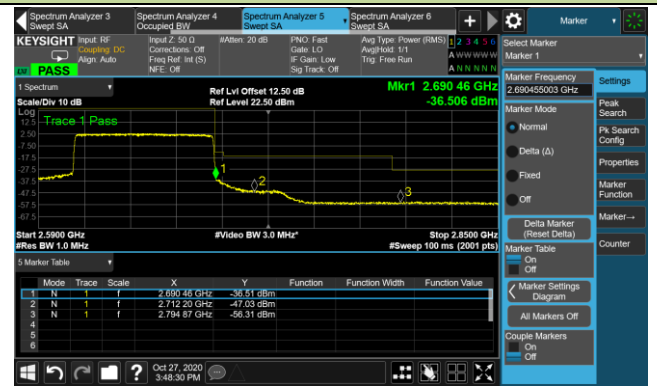 Spectrum Analyzer 3
Swept SA
Spectrum Analyzer 4
Occupied BW
Spectrum Analyzer 5
Swept SA
Spectrum Analyzer 6
Swept SA
+
Marker
KEYSIGHT
PASS
Input: RF
Coupling: DC
Align: Auto
Input Z: 50 Ω
Corrections: Off
Freq Ref: Int (S)
NFE: Off
#Atten: 20 dB
PNO: Fast
Gate: LO
IF Gain: Low
Sig Track: Off
Avg Type: Power (RMS)
Avg|Hold: 1/1
Trig: Free Run
1 2 3 4 5 6
A W W W W W
A N N N N N
Select Marker
Marker 1
1 Spectrum
Scale/Div 10 dB
Ref Lvl Offset 12.50 dB
Ref Level 22.50 dBm
Mkr1 2.690 46 GHz
-36.506 dBm
Log
Trace 1 Pass
12.5
2.50
-7.50
-17.5
-27.5
-37.5
-47.5
-57.5
-67.5
1
2
3
Start 2.5900 GHz
#Res BW 1.0 MHz
#Video BW 3.0 MHz*
Stop 2.8500 GHz
#Sweep 100 ms (2001 pts)
5 Marker Table
Mode Trace Scale X Y Function Function Width Function Value
1 N 1 f 2.690 46 GHz -36.51 dBm
2 N 1 f 2.712 20 GHz -47.03 dBm
3 N 1 f 2.794 87 GHz -56.31 dBm
4
5
6
Marker Frequency
2.690455003 GHz
Marker Mode
Normal
Delta (Δ)
Fixed
Off
Delta Marker
(Reset Delta)
Marker Table
On
Off
Marker Settings
Diagram
All Markers Off
Couple Markers
On
Off
Settings
Peak
Search
Pk Search
Config
Properties
Marker
Function
Marker→
Counter
?
Oct 27, 2020
3:48:30 PM